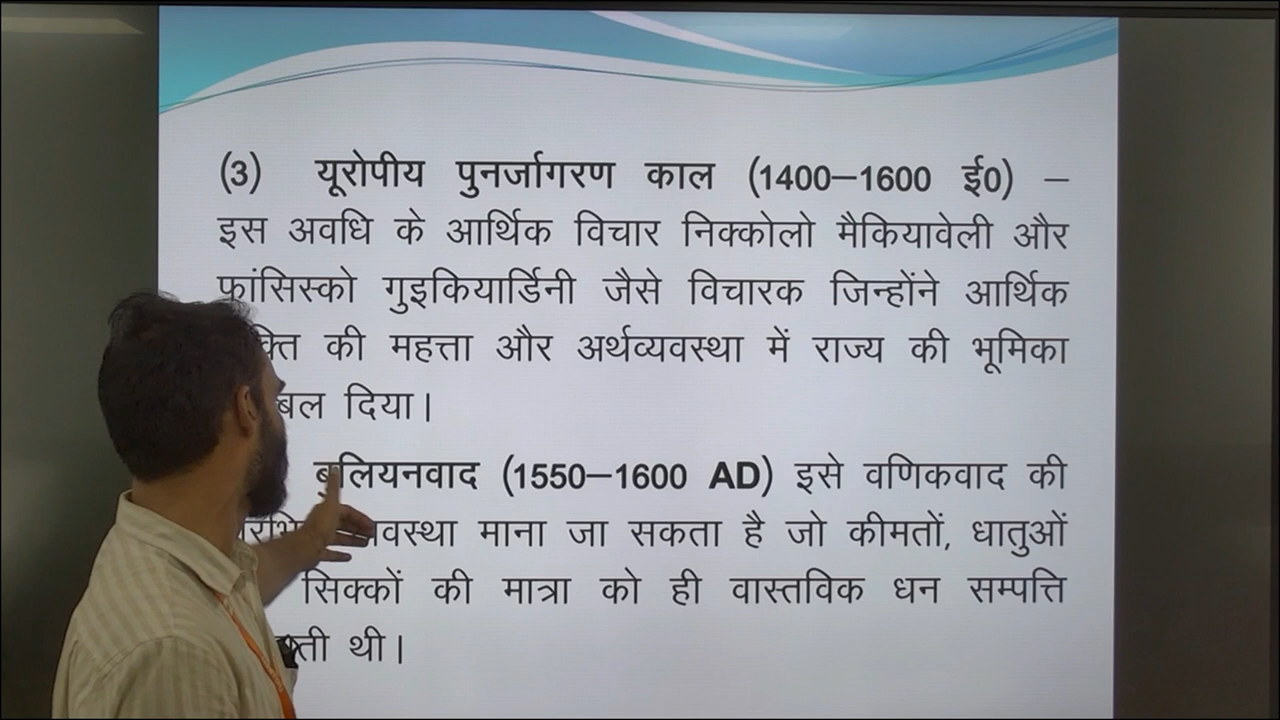 (3) यूरोपीय पुनर्जागरण काल (1400–1600 ई0) –
इस अवधि के आर्थिक विचार निक्कोलो मैकियावेली और
फ्रांसिस्को गुइकियार्डिनी जैसे विचारक जिन्होंने आर्थिक
की महत्ता और अर्थव्यवस्था में राज्य की भूमिका
बल दिया।
बुलियनवाद (1550–1600 AD) इसे वणिकवाद की
माना जा सकता है जो कीमतों, धातुओं
सिक्कों की मात्रा को ही वास्तविक धन सम्पत्ति
थी।